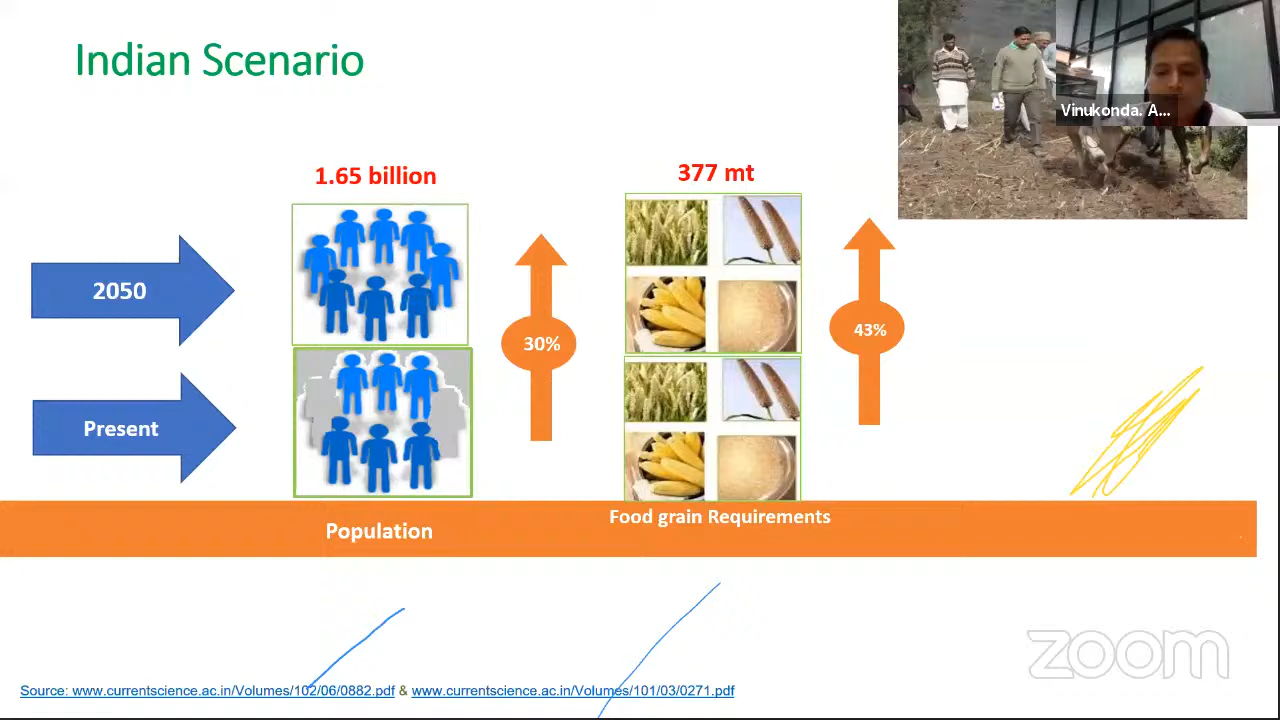 Indian Scenario
Vinukonda. A...
1.65 billion
377 mt
2050
30%
43%
Present
Population
Food grain Requirements
zoom
Source: www.currentscience.ac.in/Volumes/102/06/0882.pdf & www.currentscience.ac.in/Volumes/101/03/0271.pdf